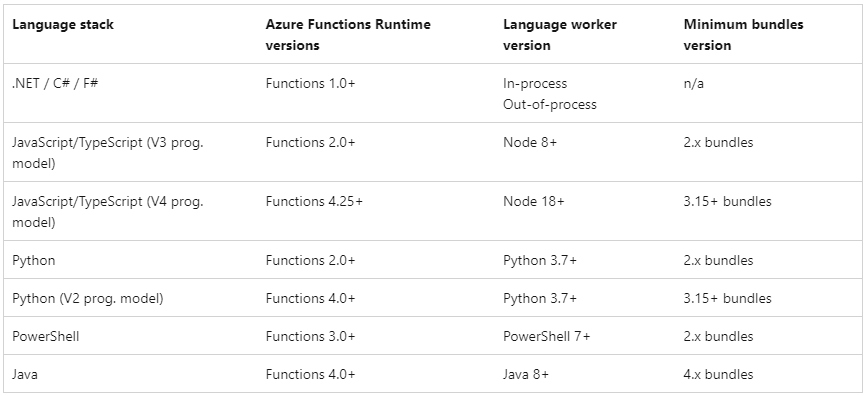 Language stack Azure Functions Runtime versions Language worker version Minimum bundles version
.NET / C# / F# Functions 1.0+ In-process Out-of-process n/a
JavaScript/TypeScript (V3 prog. model) Functions 2.0+ Node 8+ 2.x bundles
JavaScript/TypeScript (V4 prog. model) Functions 4.25+ Node 18+ 3.15+ bundles
Python Functions 2.0+ Python 3.7+ 2.x bundles
Python (V2 prog. model) Functions 4.0+ Python 3.7+ 3.15+ bundles
PowerShell Functions 3.0+ PowerShell 7+ 2.x bundles
Java Functions 4.0+ Java 8+ 4.x bundles